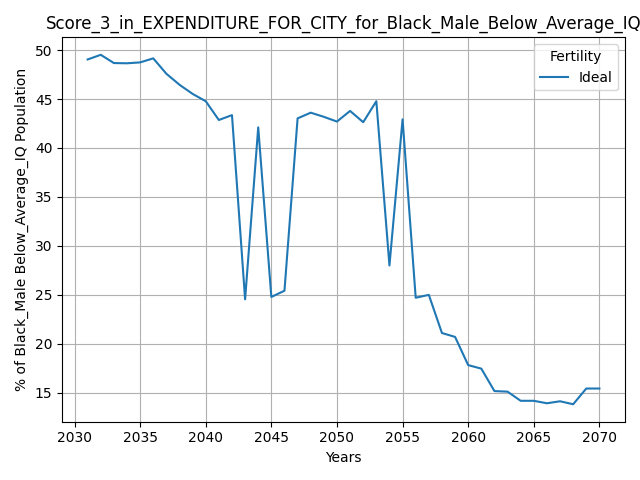 Score_3_in_EXPENDITURE_FOR_CITY_for_Black_Male_Below_Average_IQ
Fertility
Ideal
% of Black_Male Below_Average_IQ Population
50
45
40
35
30
25
20
15
2030 2035 2040 2045 2050 2055 2060 2065 2070
Years